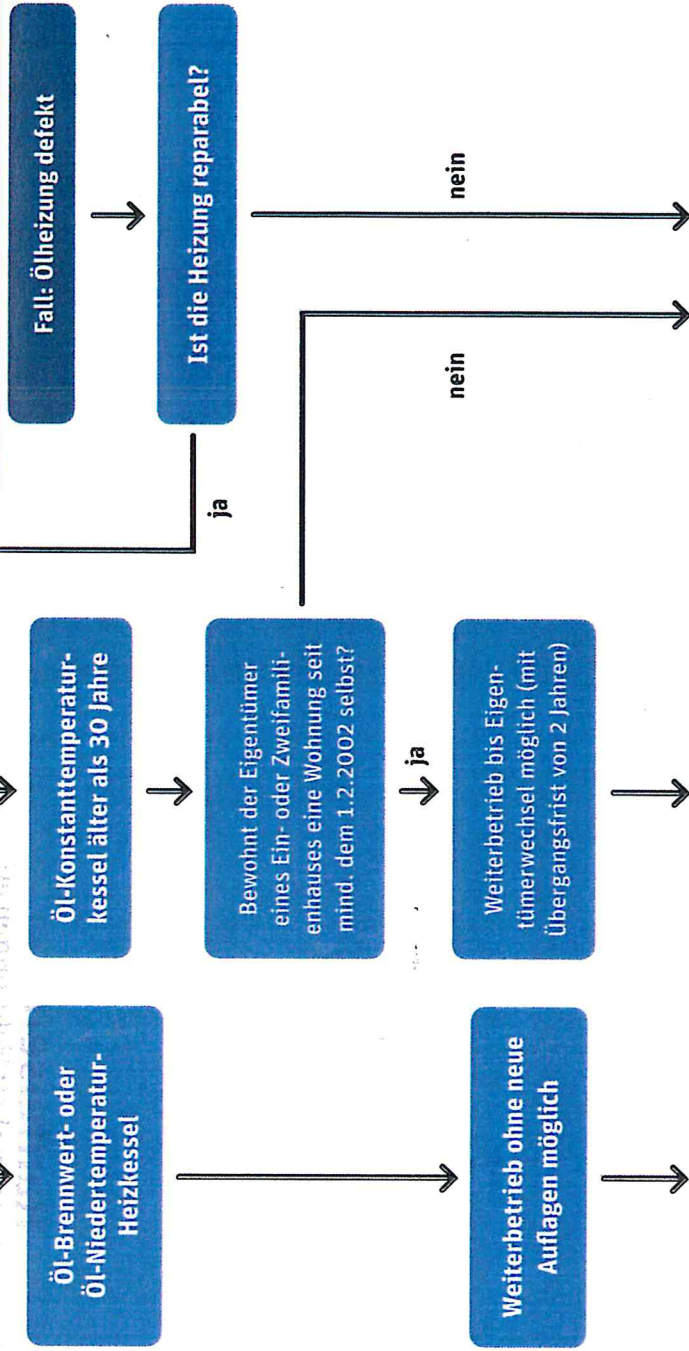 Öl-Brennwert- oder
Öl-Niedertemperatur-
Heizkessel
Öl-Konstanttemperatur-
kessel älter als 30 Jahre
Fall: Ölheizung defekt
Ist die Heizung reparabel?
ja
nein
Bewohnt der Eigentümer
eines Ein- oder Zweifamili-
enhauses eine Wohnung seit
mind. dem 1.2.2002 selbst?
nein
ja
Weiterbetrieb ohne neue
Auflagen möglich
Weiterbetrieb bis Eigen-
tümerwechsel möglich (mit
Übergangsfrist von 2 Jahren)